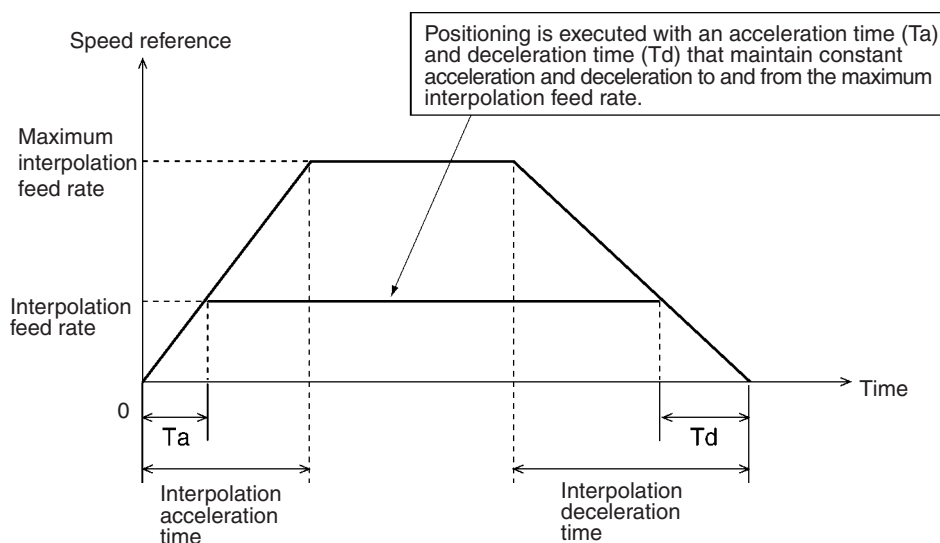 Speed reference
Positioning is executed with an acceleration time (Ta)
and deceleration time (Td) that maintain constant
acceleration and deceleration to and from the maximum
interpolation feed rate.
Maximum
interpolation
feed rate
Interpolation
feed rate
Time
0
Ta
Td
Interpolation
acceleration
time
Interpolation
deceleration
time